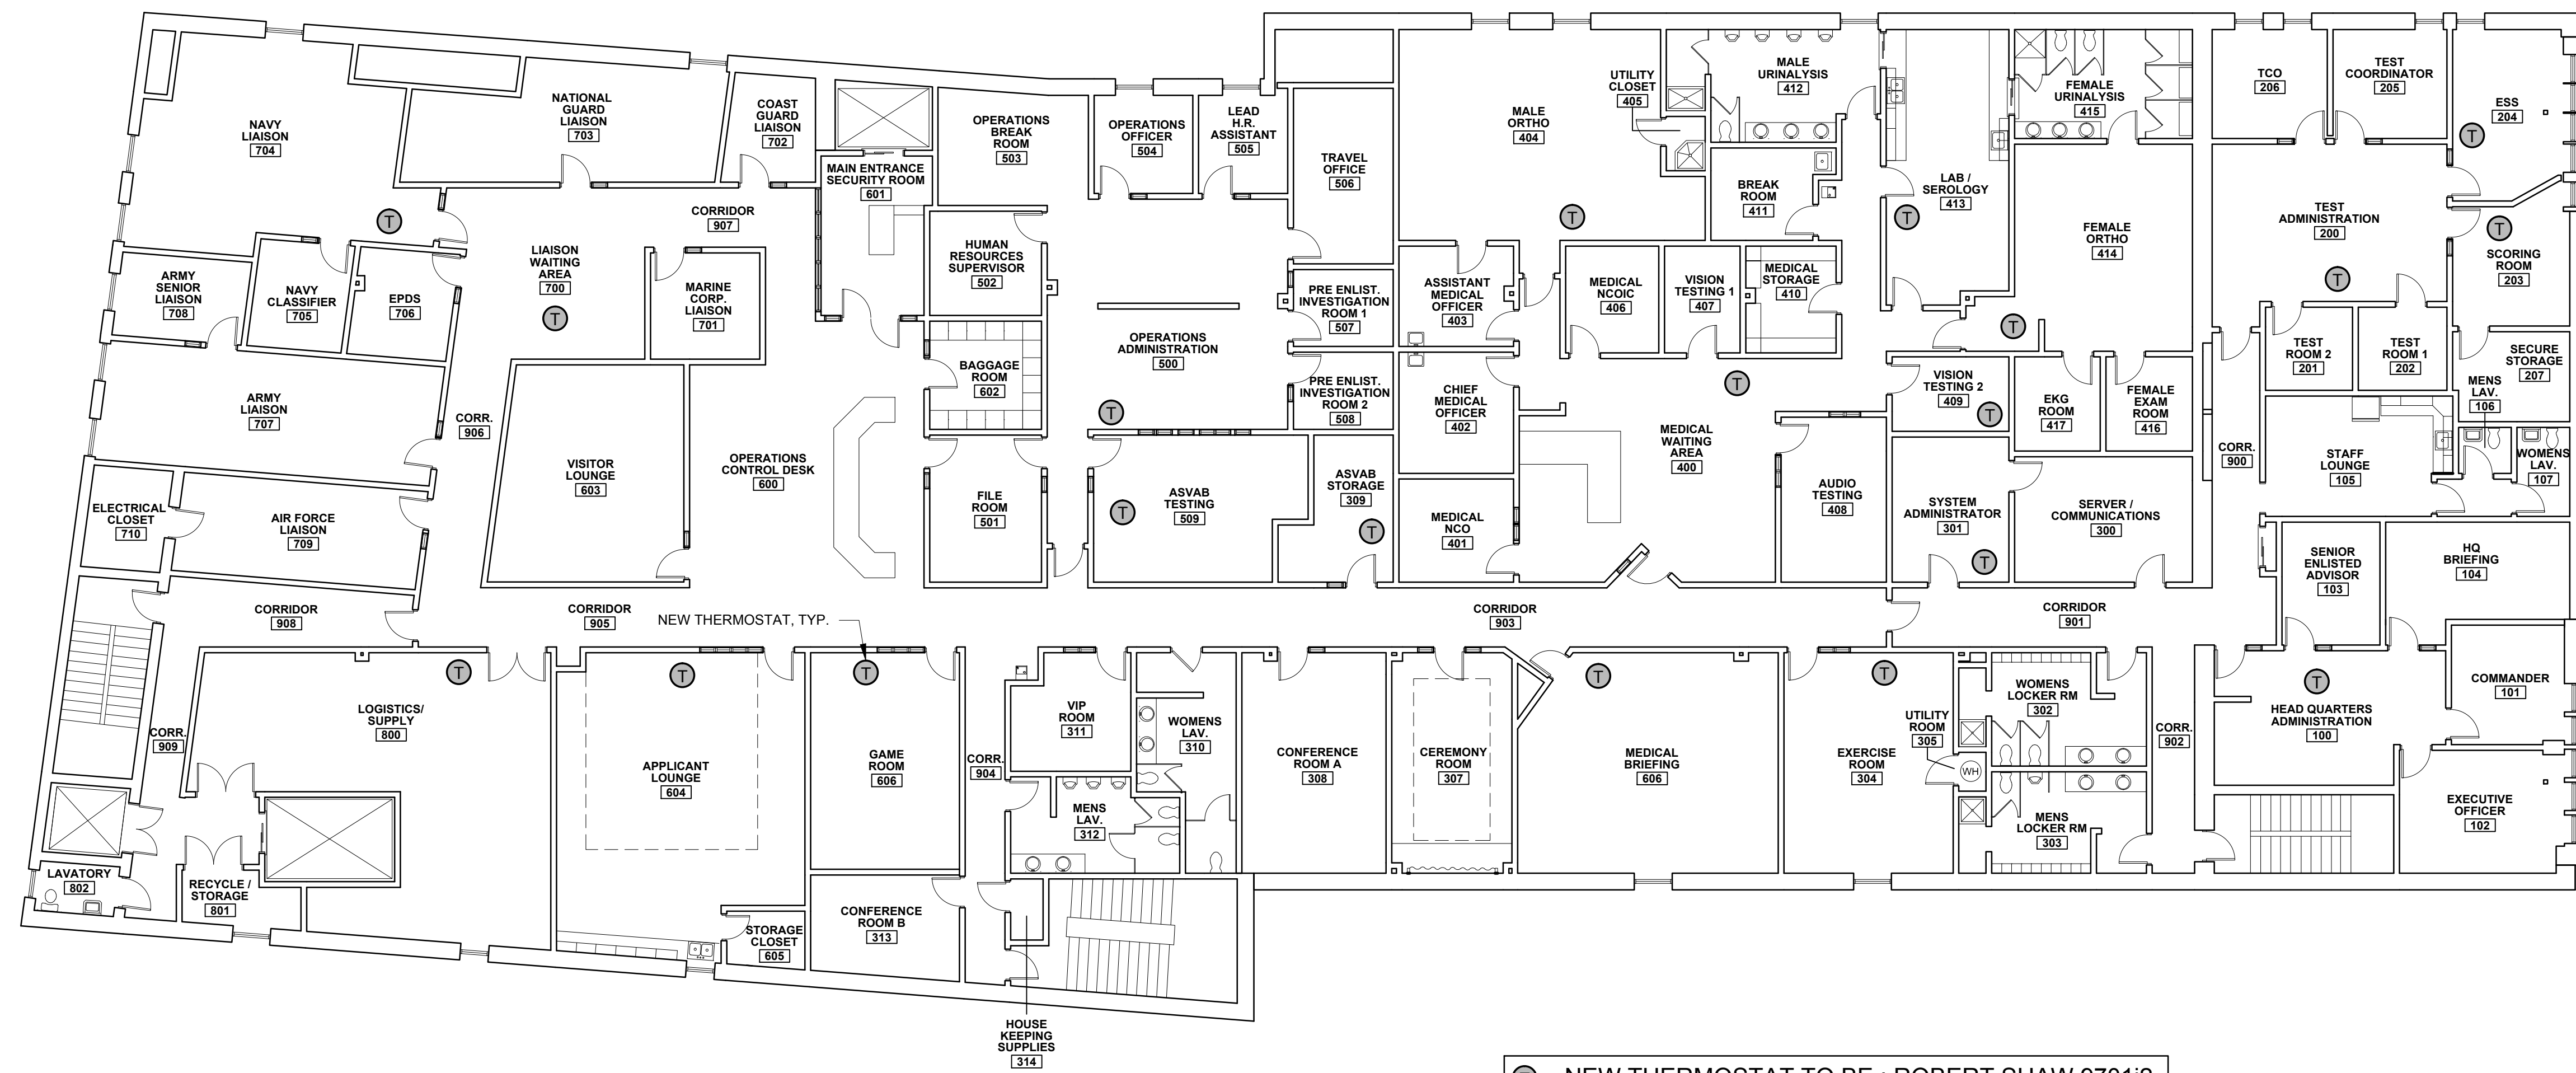 NAVY
LIAISON
704
NATIONAL
GUARD
LIAISON
703
COAST
GUARD
LIAISON
702
MAIN ENTRANCE
SECURITY ROOM
601
OPERATIONS
BREAK
ROOM
503
OPERATIONS
OFFICER
504
LEAD
H.R.
ASSISTANT
505
TRAVEL
OFFICE
506
MALE
ORTHO
404
UTILITY
CLOSET
405
MALE
URINALYSIS
412
BREAK
ROOM
411
LAB /
SEROLOGY
413
FEMALE
URINALYSIS
415
TCO
206
TEST
COORDINATOR
205
ESS
204
T
CORRIDOR
907
T
LIAISON
WAITING
AREA
700
T
HUMAN
RESOURCES
SUPERVISOR
502
T
T
FEMALE
ORTHO
414
TEST
ADMINISTRATION
200
T
T
SCORING
ROOM
203
ARMY
SENIOR
LIAISON
708
NAVY
CLASSIFIER
705
EPDS
706
MARINE
CORP.
LIAISON
701
PRE ENLIST.
INVESTIGATION
ROOM 1
507
ASSISTANT
MEDICAL
OFFICER
403
MEDICAL
NCOIC
406
VISION
TESTING 1
407
MEDICAL
STORAGE
410
T
TEST
ROOM 2
201
TEST
ROOM 1
202
SECURE
STORAGE
207
MENS
LAV.
106
ARMY
LIAISON
707
CORR.
906
BAGGAGE
ROOM
602
OPERATIONS
ADMINISTRATION
500
T
PRE ENLIST.
INVESTIGATION
ROOM 2
508
CHIEF
MEDICAL
OFFICER
402
T
VISION
TESTING 2
409
T
EKG
ROOM
417
FEMALE
EXAM
ROOM
416
CORR.
900
STAFF
LOUNGE
105
WOMENS
LAV.
107
ELECTRICAL
CLOSET
710
AIR FORCE
LIAISON
709
VISITOR
LOUNGE
603
OPERATIONS
CONTROL DESK
600
FILE
ROOM
501
T
ASVAB
TESTING
509
ASVAB
STORAGE
309
T
MEDICAL
NCO
401
MEDICAL
WAITING
AREA
400
AUDIO
TESTING
408
SYSTEM
ADMINISTRATOR
301
T
SERVER /
COMMUNICATIONS
300
SENIOR
ENLISTED
ADVISOR
103
HQ
BRIEFING
104
CORRIDOR
908
CORRIDOR
905
NEW THERMOSTAT, TYP.
CORRIDOR
903
CORRIDOR
901
T
T
T
T
T
T
CORR.
909
LOGISTICS/
SUPPLY
800
APPLICANT
LOUNGE
604
GAME
ROOM
606
CORR.
904
VIP
ROOM
311
WOMENS
LAV.
310
MENS
LAV.
312
CONFERENCE
ROOM A
308
CEREMONY
ROOM
307
MEDICAL
BRIEFING
606
EXERCISE
ROOM
304
UTILITY
ROOM
305
WH
WOMENS
LOCKER RM
302
MENS
LOCKER RM
303
CORR.
902
HEAD QUARTERS
ADMINISTRATION
100
COMMANDER
101
EXECUTIVE
OFFICER
102
LAVATORY
802
RECYCLE /
STORAGE
801
STORAGE
CLOSET
605
CONFERENCE
ROOM B
313
HOUSE
KEEPING
SUPPLIES
314
NEW THERMOSTAT TO BE : ROBERT SHAW 9701i2